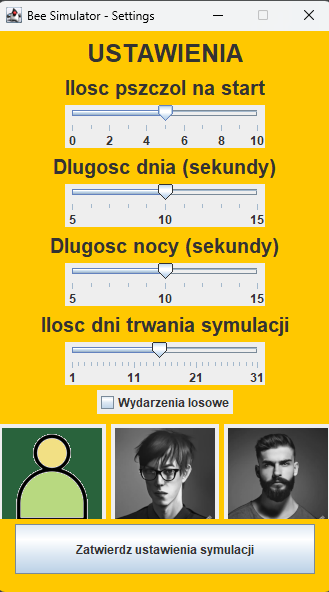 Bee Simulator - Settings
USTAWIENIA
Ilosc pszczol na start
0 2 4 6 8 10
Dlugosc dnia (sekundy)
5 10 15
Dlugosc nocy (sekundy)
5 10 15
Ilosc dni trwania symulacji
1 11 21 31
Wydarzenia losowe
Zatwierdz ustawienia symulacji